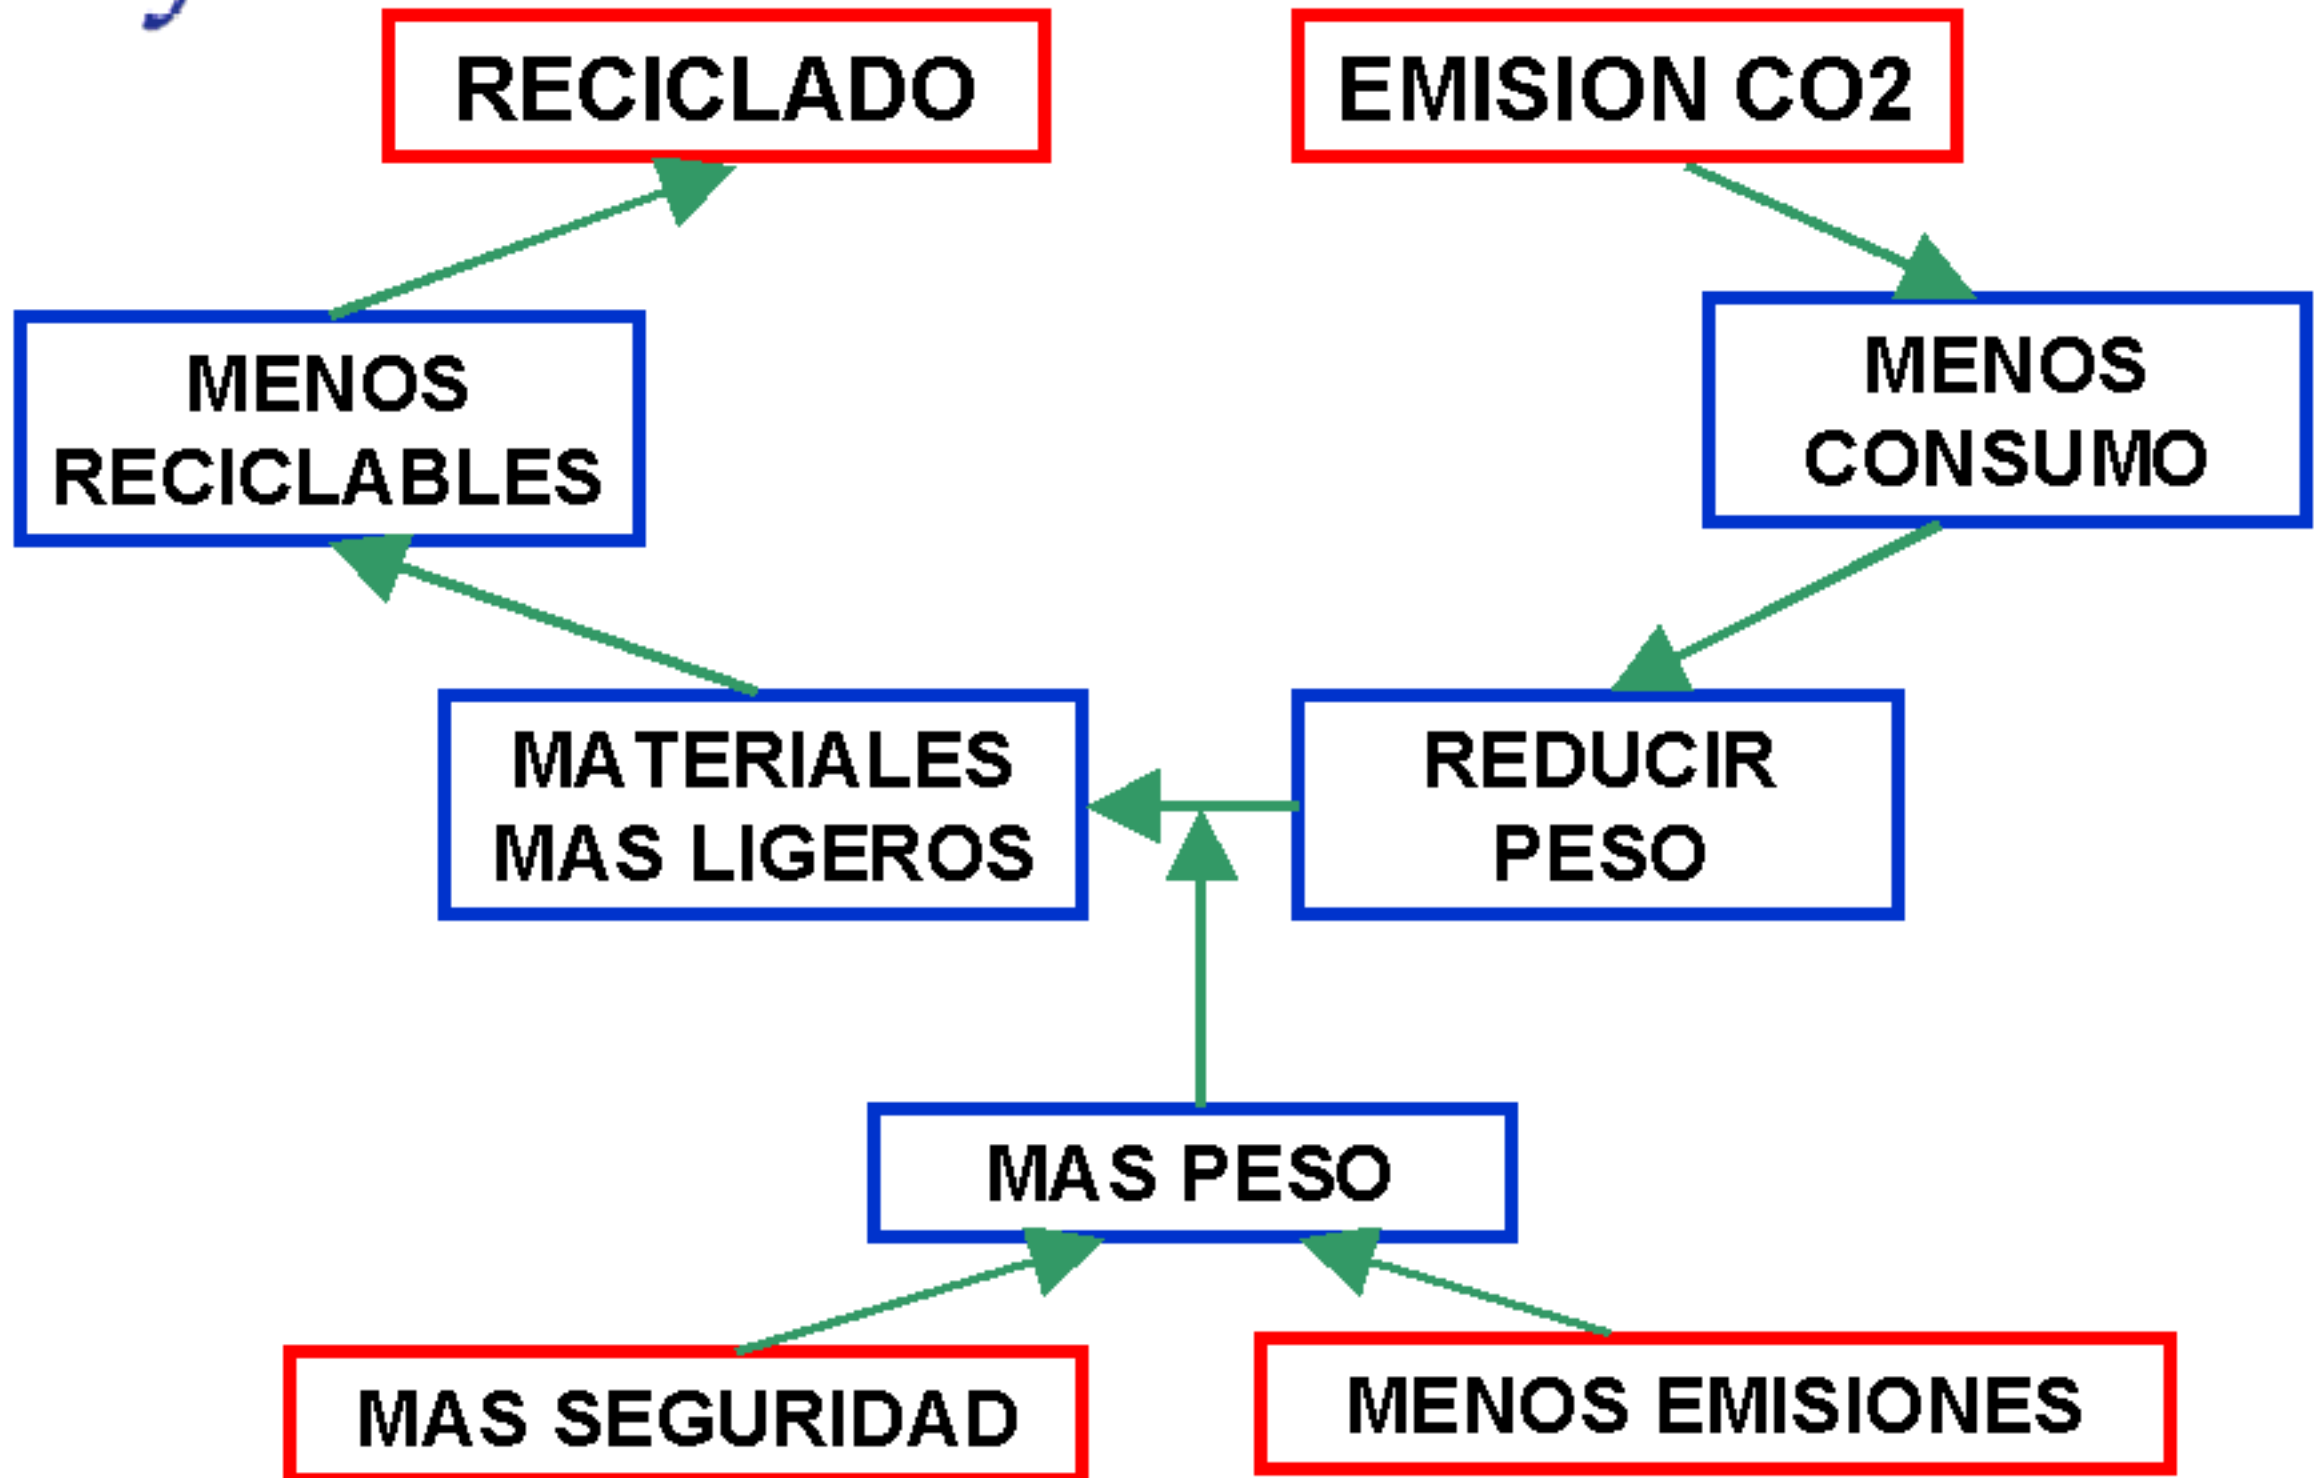 RECICLADO
EMISION CO2
MENOS
RECICLABLES
MENOS
CONSUMO
MATERIALES
MAS LIGEROS
REDUCIR
PESO
MAS PESO
MAS SEGURIDAD
MENOS EMISIONES